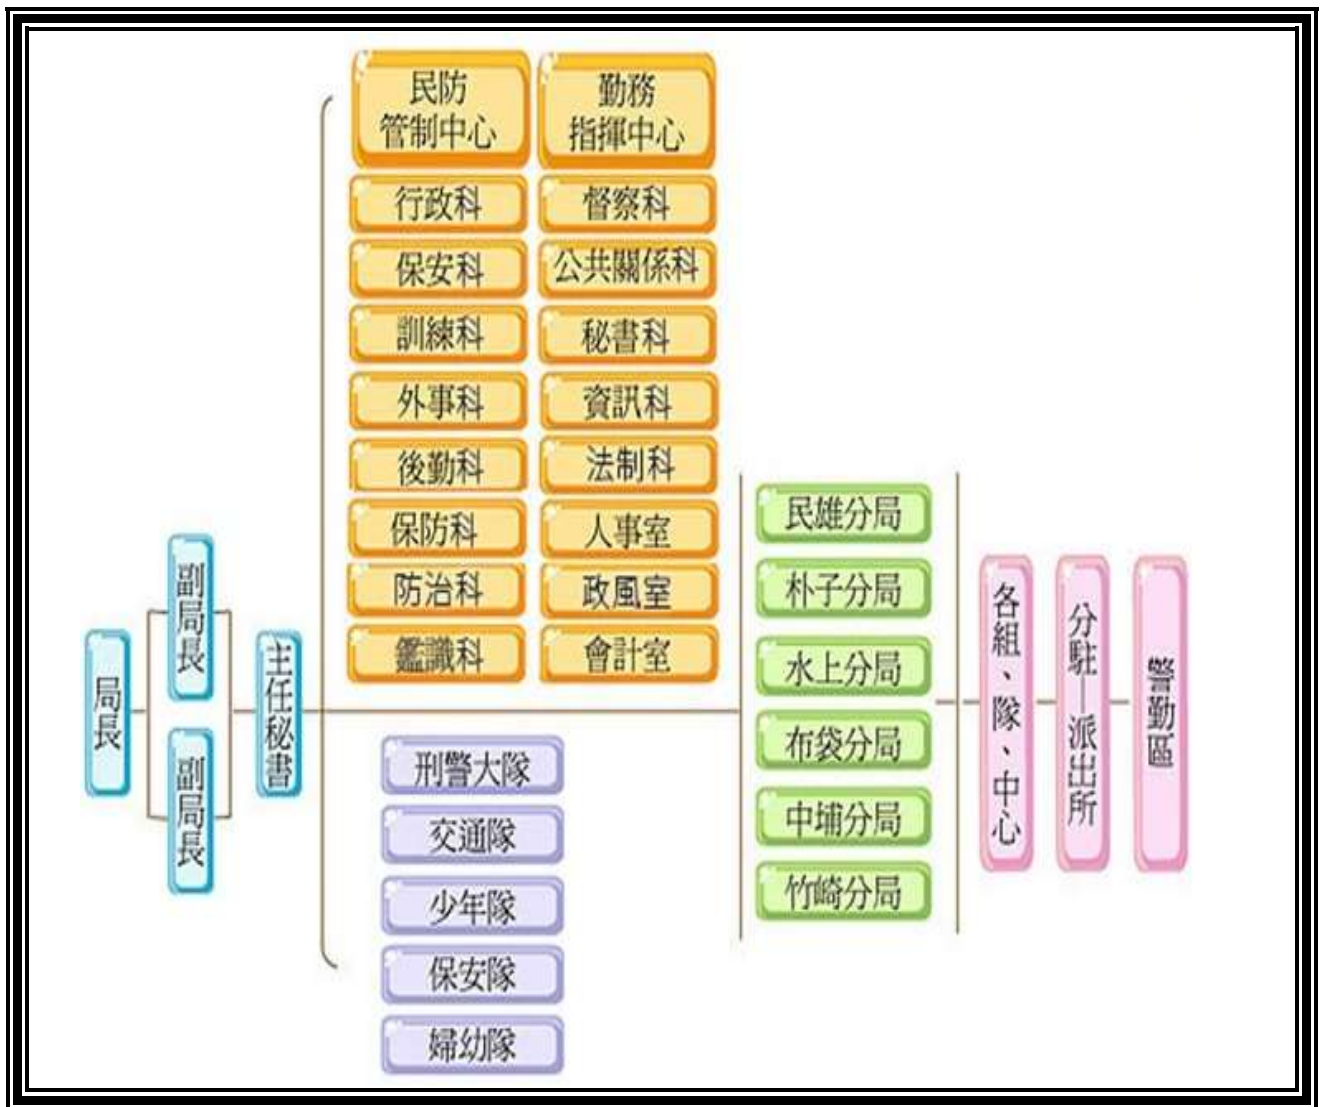 局長
副局長
副局長
主任秘書
民防
管制中心
勤務
指揮中心
行政科
督察科
保安科
公共關係科
訓練科
秘書科
外事科
資訊科
後勤科
法制科
保防科
人事室
防治科
政風室
鑑識科
會計室
刑警大隊
交通隊
少年隊
保安隊
婦幼隊
民雄分局
朴子分局
水上分局
布袋分局
中埔分局
竹崎分局
各組、隊、中心
分駐—派出所
警勤區